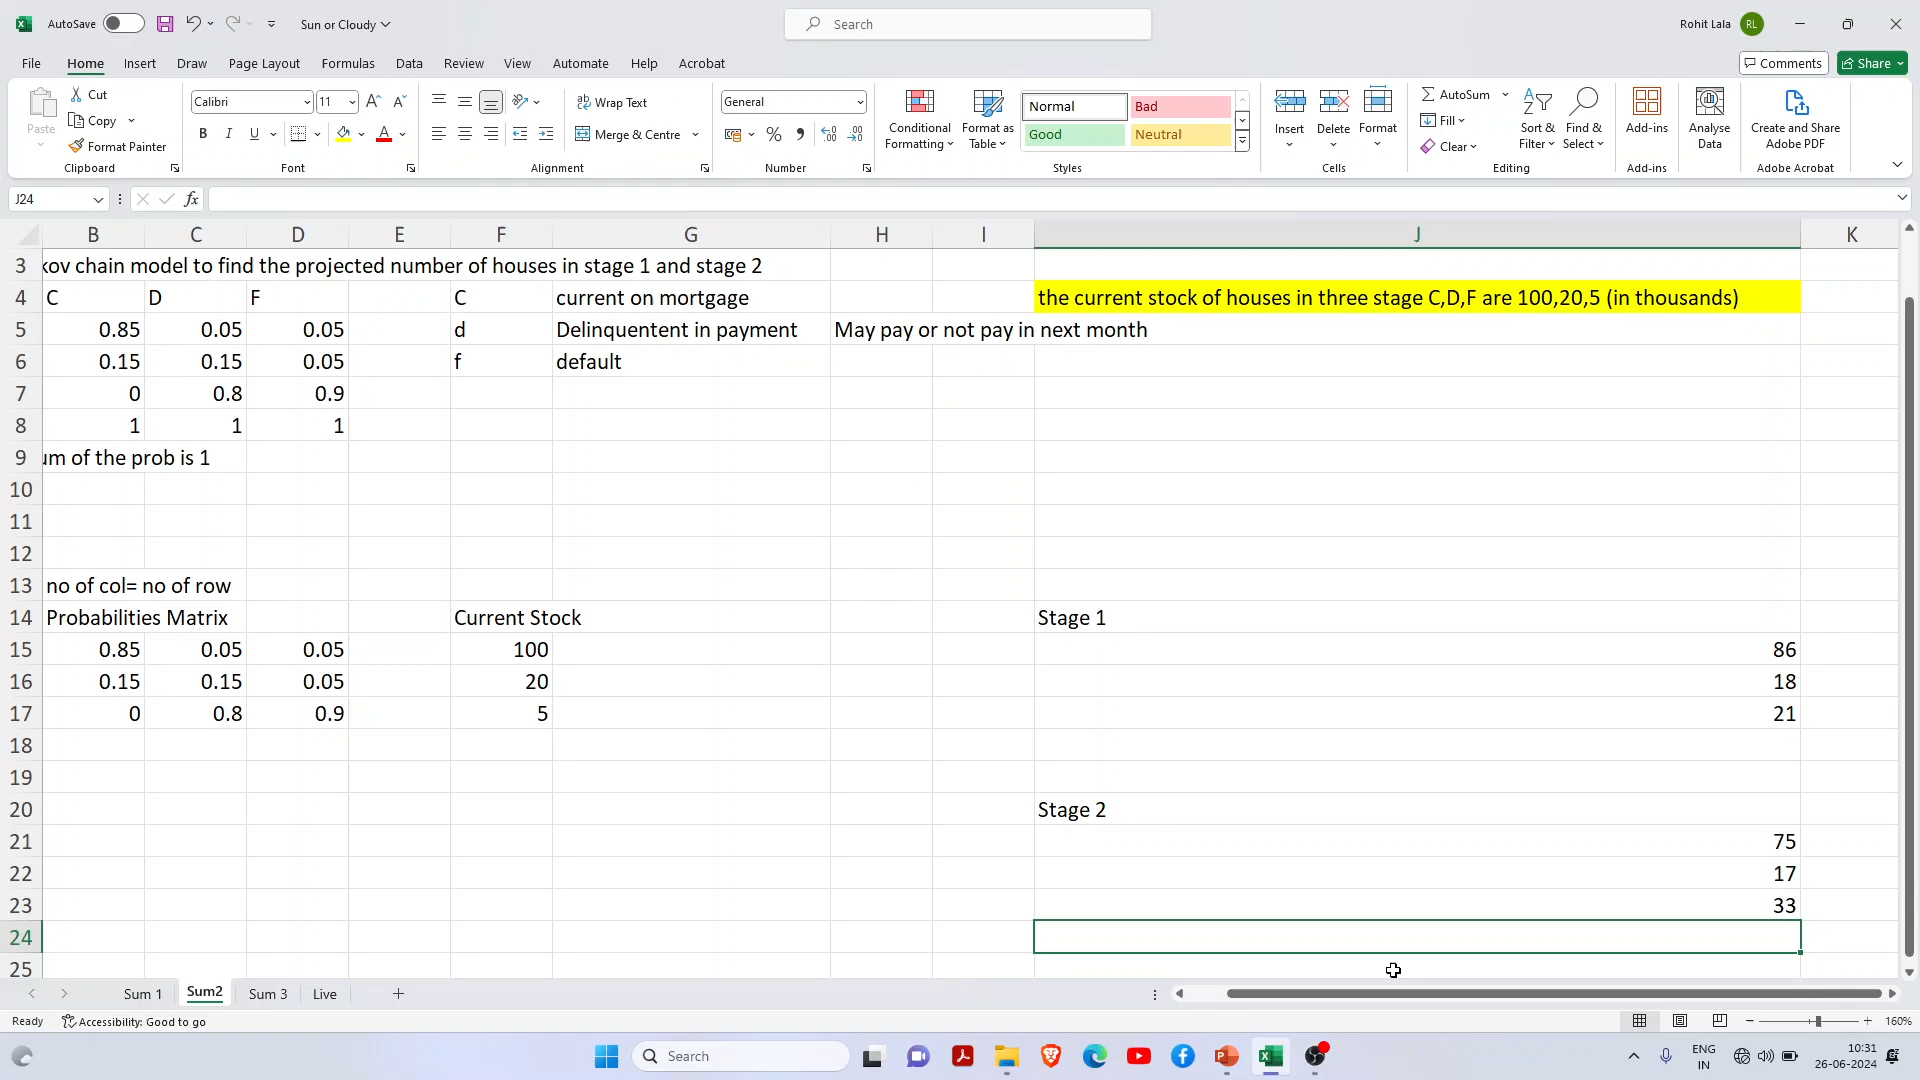 AutoSave
Sun or Cloudy
Search
Rohit Lala RL
File Home Insert Draw Page Layout Formulas Data Review View Automate Help Acrobat
Comments Share
Paste
Cut
Copy
Format Painter
Clipboard
Calibri 11
B I U
Font
Wrap Text
Merge & Centre
Alignment
General
Number
Conditional Formatting
Format as Table
Normal Bad
Good Neutral
Styles
Insert Delete Format
Cells
AutoSum
Fill
Clear
Sort & Filter
Find & Select
Editing
Add-ins
Add-ins
Analyse Data
Create and Share Adobe PDF
Adobe Acrobat
J24 fx
B C D E F G H I J K
3 kov chain model to find the projected number of houses in stage 1 and stage 2
4 C D F C current on mortgage the current stock of houses in three stage C,D,F are 100,20,5 (in thousands)
5 0.85 0.05 0.05 d Delinquentent in payment May pay or not pay in next month
6 0.15 0.15 0.05 f default
7 0 0.8 0.9
8 1 1 1
9 um of the prob is 1
10
11
12
13 no of col= no of row
14 Probabilities Matrix Current Stock Stage 1
15 0.85 0.05 0.05 100 86
16 0.15 0.15 0.05 20 18
17 0 0.8 0.9 5 21
18
19
20 Stage 2
21 75
22 17
23 33
24
25
Sum 1 Sum2 Sum 3 Live
Ready Accessibility: Good to go 160%
Search
ENG IN
10:31
26-06-2024